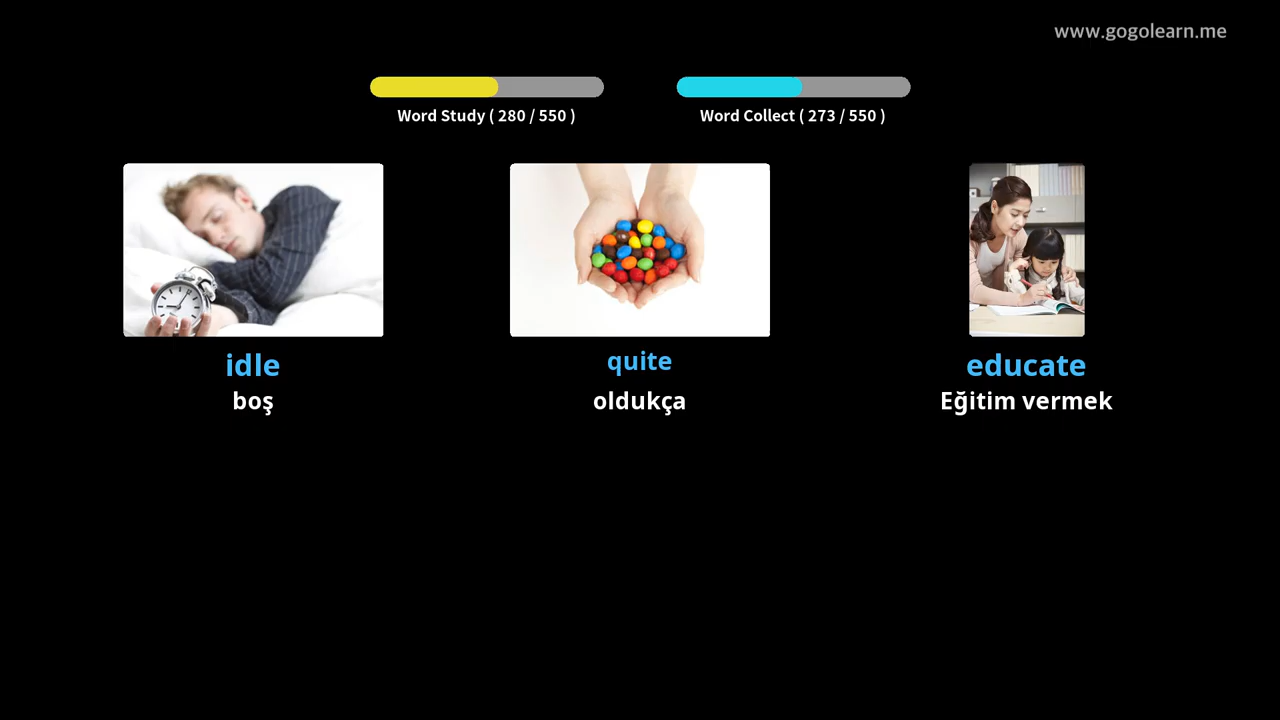 www.gogolearn.me
Word Study ( 280 / 550 )
Word Collect ( 273 / 550 )
idle
quite
educate
boş
oldukça
Eğitim vermek